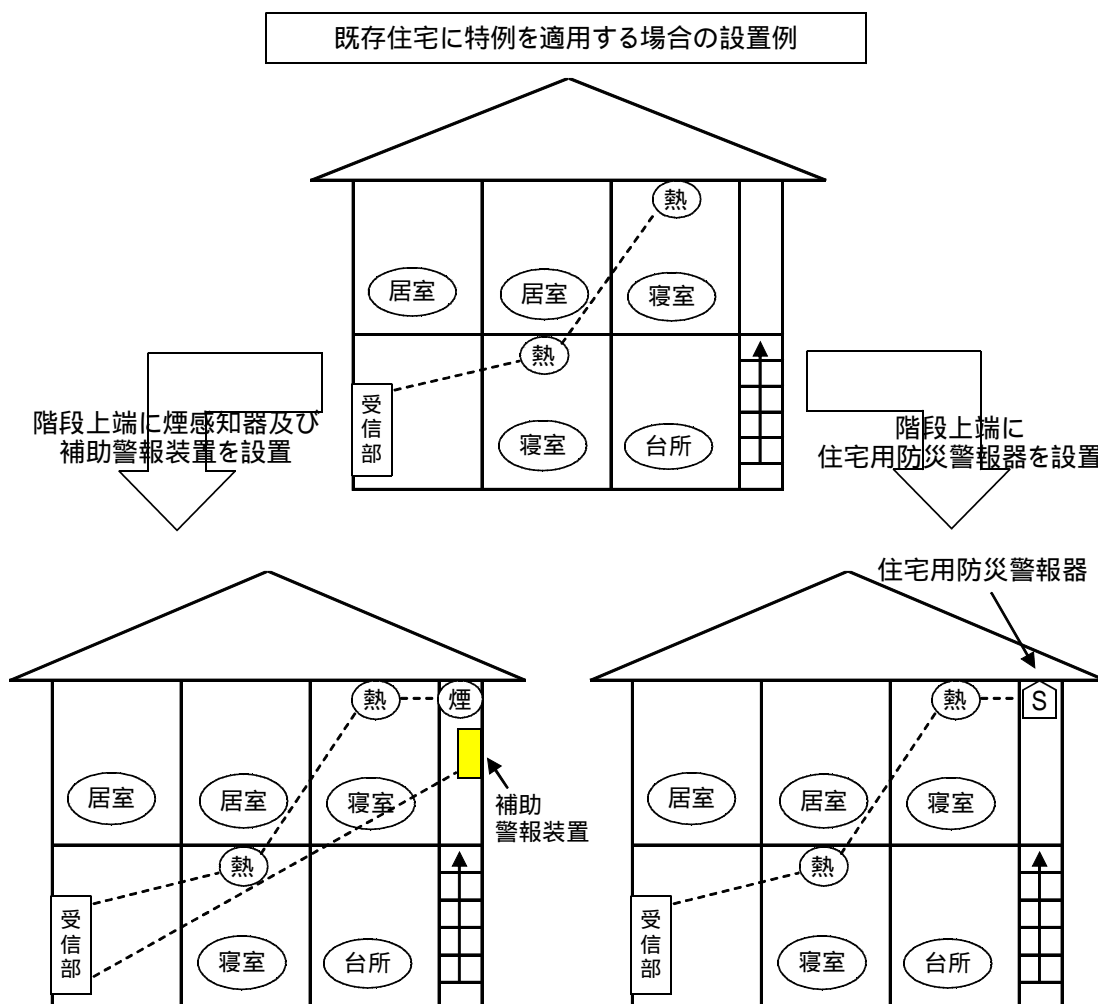 既存住宅に特例を適用する場合の設置例
熱
居室
居室
寝室
熱
受信部
寝室
台所
階段上端に煙感知器及び
補助警報装置を設置
階段上端に
住宅用防災警報器を設置
住宅用防災警報器
熱
煙
居室
居室
寝室
補助
警報装置
熱
受信部
寝室
台所
熱
S
居室
居室
寝室
熱
受信部
寝室
台所